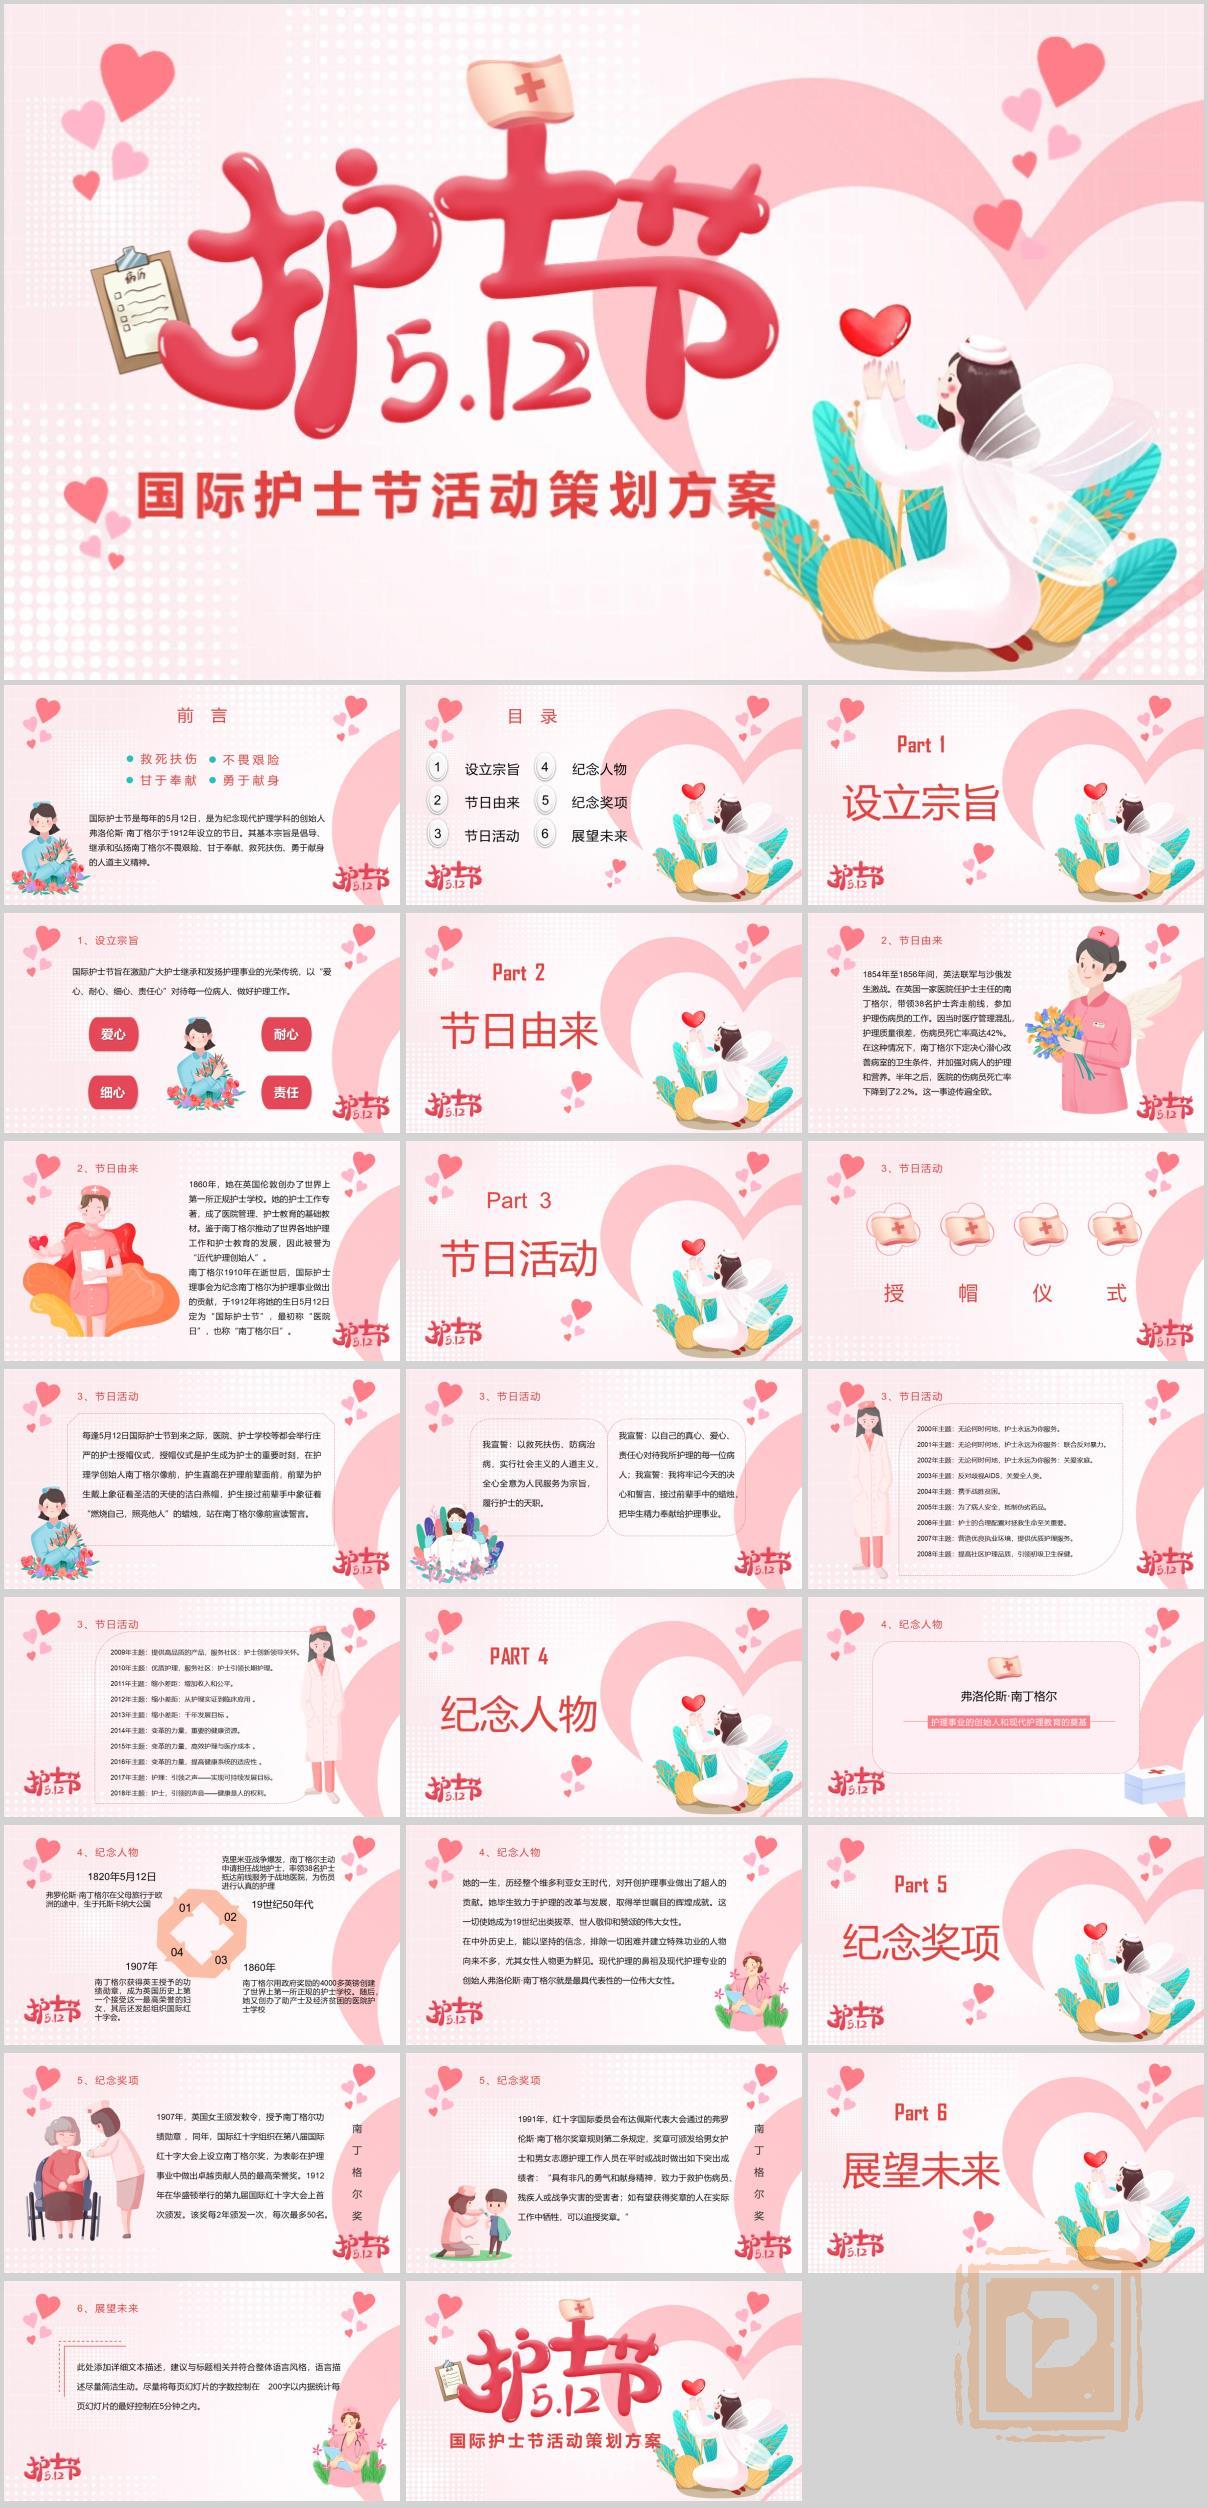 病历
护士节
5.12
国际护士节活动策划方案
前 言
救死扶伤 不畏艰险
甘于奉献 勇于献身
国际护士节是每年的5月12日，是为纪念现代护理学科的创始人
弗洛伦斯·南丁格尔于1912年设立的节日。其基本宗旨是倡导、
继承和弘扬南丁格尔不畏艰险、甘于奉献、救死扶伤、勇于献身
的人道主义精神。
护士节
5.12
目 录
1 设立宗旨 4 纪念人物
2 节日由来 5 纪念奖项
3 节日活动 6 展望未来
护士节
5.12
Part 1
设立宗旨
护士节
5.12
1、设立宗旨
国际护士节旨在激励广大护士继承和发扬护理事业的光荣传统，以“爱
心、耐心、细心、责任心”对待每一位病人、做好护理工作。
爱心 耐心
细心 责任
护士节
5.12
Part 2
节日由来
护士节
5.12
2、节日由来
1854年至1856年间，英法联军与沙俄发
生激战。在英国一家医院任护士主任的南
丁格尔，带领38名护士奔走前线，参加
护理伤病员的工作。因当时医疗管理混乱，
护理质量很差，伤病员死亡率高达42%。
在这种情况下，南丁格尔下定决心潜心改
善病室的卫生条件，并加强对病人的护理
和营养。半年之后，医院的伤病员死亡率
下降到了2.2%。这一事迹传遍全欧。
护士节
5.12
2、节日由来
1860年，她在英国伦敦创办了世界上
第一所正规护士学校。她的护士工作专
著，成了医院管理、护士教育的基础教
材。鉴于南丁格尔推动了世界各地护理
工作和护士教育的发展，因此被誉为
“近代护理创始人”。
南丁格尔1910年在逝世后，国际护士
理事会为纪念南丁格尔为护理事业做出
的贡献，于1912年将她的生日5月12日
定为“国际护士节”，最初称“医院
日”，也称“南丁格尔日”。
护士节
5.12
Part 3
节日活动
护士节
5.12
3、节日活动
授 帽 仪 式
护士节
5.12
3、节日活动
每逢5月12日国际护士节到来之际，医院、护士学校等都会举行庄
严的护士授帽仪式，授帽仪式是护生成为护士的重要时刻，在护
理学创始人南丁格尔像前，护生直跪在护理前辈面前，前辈为护
生戴上象征着圣洁的天使的洁白燕帽，护生接过前辈手中象征着
“燃烧自己，照亮他人”的蜡烛，站在南丁格尔像前宣读誓言。
护士节
5.12
3、节日活动
我宣誓：以救死扶伤、防病治
病，实行社会主义的人道主义，
全心全意为人民服务为宗旨，
履行护士的天职。
我宣誓：以自己的真心、爱心、
责任心对待我所护理的每一位病
人；我宣誓：我将牢记今天的决
心和誓言，接过前辈手中的蜡烛，
把毕生精力奉献给护理事业。
护士节
5.12
3、节日活动
2000年主题：无论何时何地，护士永远为你服务。
2001年主题：无论何时何地，护士永远为你服务：联合反对暴力。
2002年主题：无论何时何地，护士永久为你服务：关爱家庭。
2003年主题：反对歧视AIDS，关爱全人类。
2004年主题：携手战胜贫困。
2005年主题：为了病人安全，抵制伪劣药品。
2006年主题：护士的合理配置对拯救生命至关重要。
2007年主题：营造优良执业环境，提供优质护理服务。
2008年主题：提高社区护理品质，引领初级卫生保健。
3、节日活动
2009年主题：提供高品质的产品，服务社区：护士创新领导关怀。
2010年主题：优质护理，服务社区：护士引领长期护理。
2011年主题：缩小差距：增加收入和公平。
2012年主题：缩小差距：从护理实证到临床应用 。
2013年主题：缩小差距：千年发展目标 。
2014年主题：变革的力量，重要的健康资源。
2015年主题：变革的力量，高效护理与医疗成本 。
2016年主题：变革的力量，提高健康系统的适应性 。
2017年主题：护理：引领之声——实现可持续发展目标。
2018年主题：护士，引领的声音——健康是人的权利。
护士节
5.12
PART 4
纪念人物
护士节
5.12
4、纪念人物
弗洛伦斯·南丁格尔
护理事业的创始人和现代护理教育的奠基
护士节
5.12
4、纪念人物
1820年5月12日
弗罗伦斯·南丁格尔在父母旅行于欧
洲的途中，生于托斯卡纳大公国
克里米亚战争爆发，南丁格尔主动
申请担任战地护士，率领38名护士
抵达前线服务于战地医院，为伤员
进行认真的护理
19世纪50年代
01
02
04
03
1907年
南丁格尔获得英王授予的功
绩勋章，成为英国历史上第
一个接受这一最高荣誉的妇
女，其后还发起组织国际红
十字会。
1860年
南丁格尔用政府奖励的4000多英镑创建
了世界上第一所正规的护士学校。随后，
她又创办了助产士及经济贫困的医院护
士学校
护士节
5.12
4、纪念人物
她的一生，历经整个维多利亚女王时代，对开创护理事业做出了超人的
贡献。她毕生致力于护理的改革与发展，取得举世瞩目的辉煌成就。这
一切使她成为19世纪出类拔萃、世人敬仰和赞颂的伟大女性。
在中外历史上，能以坚持的信念，排除一切困难并建立特殊功业的人物
向来不多，尤其女性人物更为鲜见。现代护理的鼻祖及现代护理专业的
创始人弗洛伦斯·南丁格尔就是最具代表性的一位伟大女性。
护士节
5.12
Part 5
纪念奖项
护士节
5.12
5、纪念奖项
1907年，英国女王颁发敕令，授予南丁格尔功
绩勋章 ，同年，国际红十字组织在第八届国际
红十字大会上设立南丁格尔奖，为表彰在护理
事业中做出卓越贡献人员的最高荣誉奖。1912
年在华盛顿举行的第九届国际红十字大会上首
次颁发。该奖每2年颁发一次，每次最多50名。
南丁格尔奖
护士节
5.12
5、纪念奖项
1991年，红十字国际委员会布达佩斯代表大会通过的弗罗
伦斯·南丁格尔奖章规则第二条规定，奖章可颁发给男女护
士和男女志愿护理工作人员在平时或战时做出如下突出成
绩者：“具有非凡的勇气和献身精神，致力于救护伤病员、
残疾人或战争灾害的受害者；如有望获得奖章的人在实际
工作中牺牲，可以追授奖章。”
南丁格尔奖
护士节
5.12
Part 6
展望未来
护士节
5.12
6、展望未来
此处添加详细文本描述，建议与标题相关并符合整体语言风格，语言描
述尽量简洁生动。尽量将每页幻灯片的字数控制在 200字以内据统计每
页幻灯片的最好控制在5分钟之内。
护士节
5.12
护士节
5.12
国际护士节活动策划方案